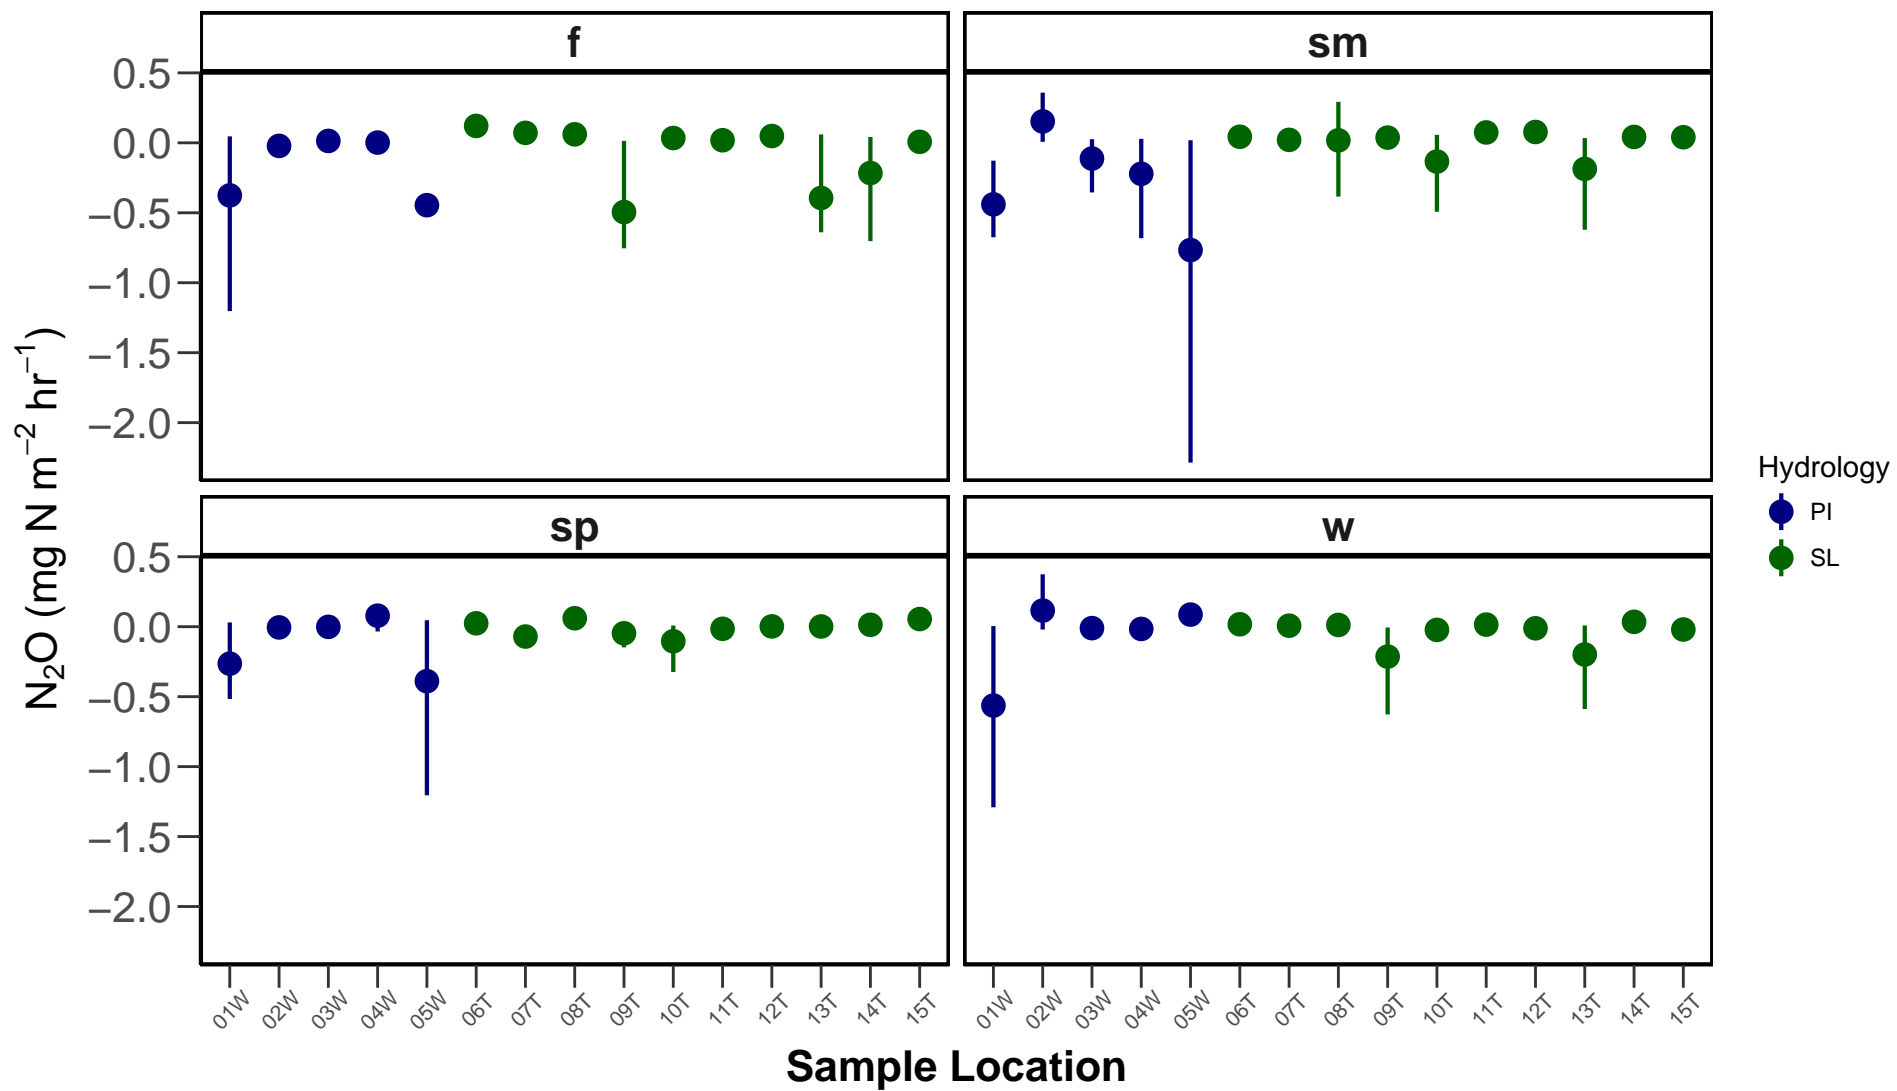 f
sm
0.5
0.0
−0.5
−1.0
−1.5
−2.0
sp
w
0.5
0.0
−0.5
−1.0
−1.5
−2.0
N₂O (mg N m⁻² hr⁻¹)
01W 02W 03W 04W 05W 06T 07T 08T 09T 10T 11T 12T 13T 14T 15T
01W 02W 03W 04W 05W 06T 07T 08T 09T 10T 11T 12T 13T 14T 15T
Sample Location
Hydrology
PI
SL